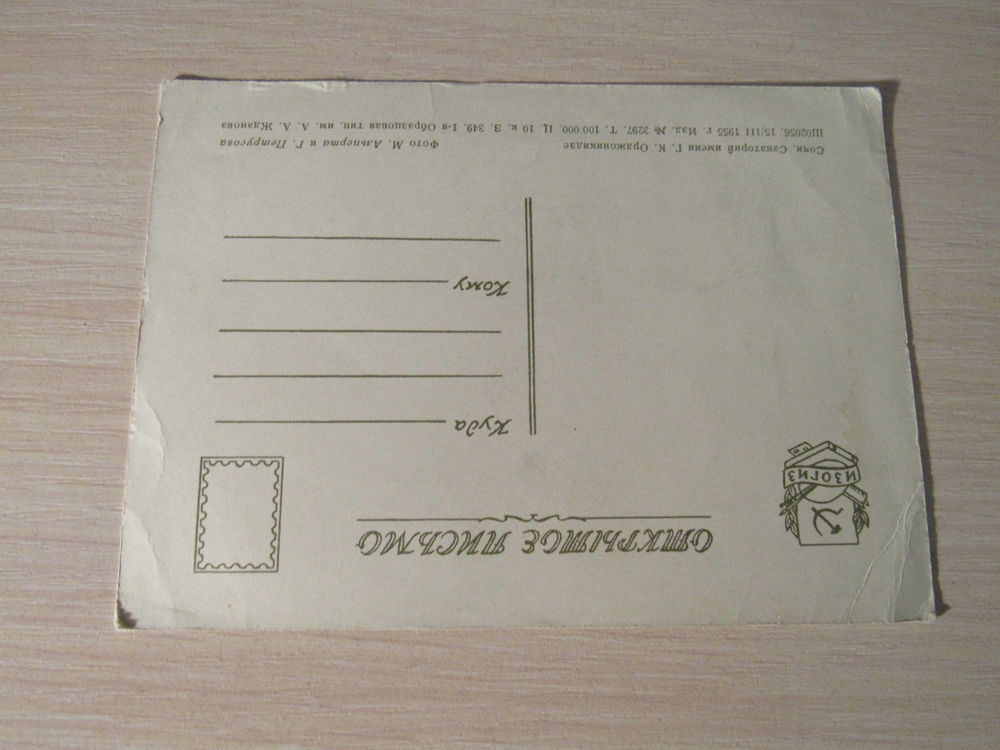 ОТКРЫТОЕ ПИСЬМО
ИЗОГИЗ
Куда
Кому
Сочи. Санаторий имени Г. К. Орджоникидзе
Фото М. Альперта и Г. Петрусова
Ш02056. 15/III 1955 г. Изд. № 3297. Т. 100 000. Ц. 10 к. З. 349. 1-я Образцовая тип. им. А. А. Жданова